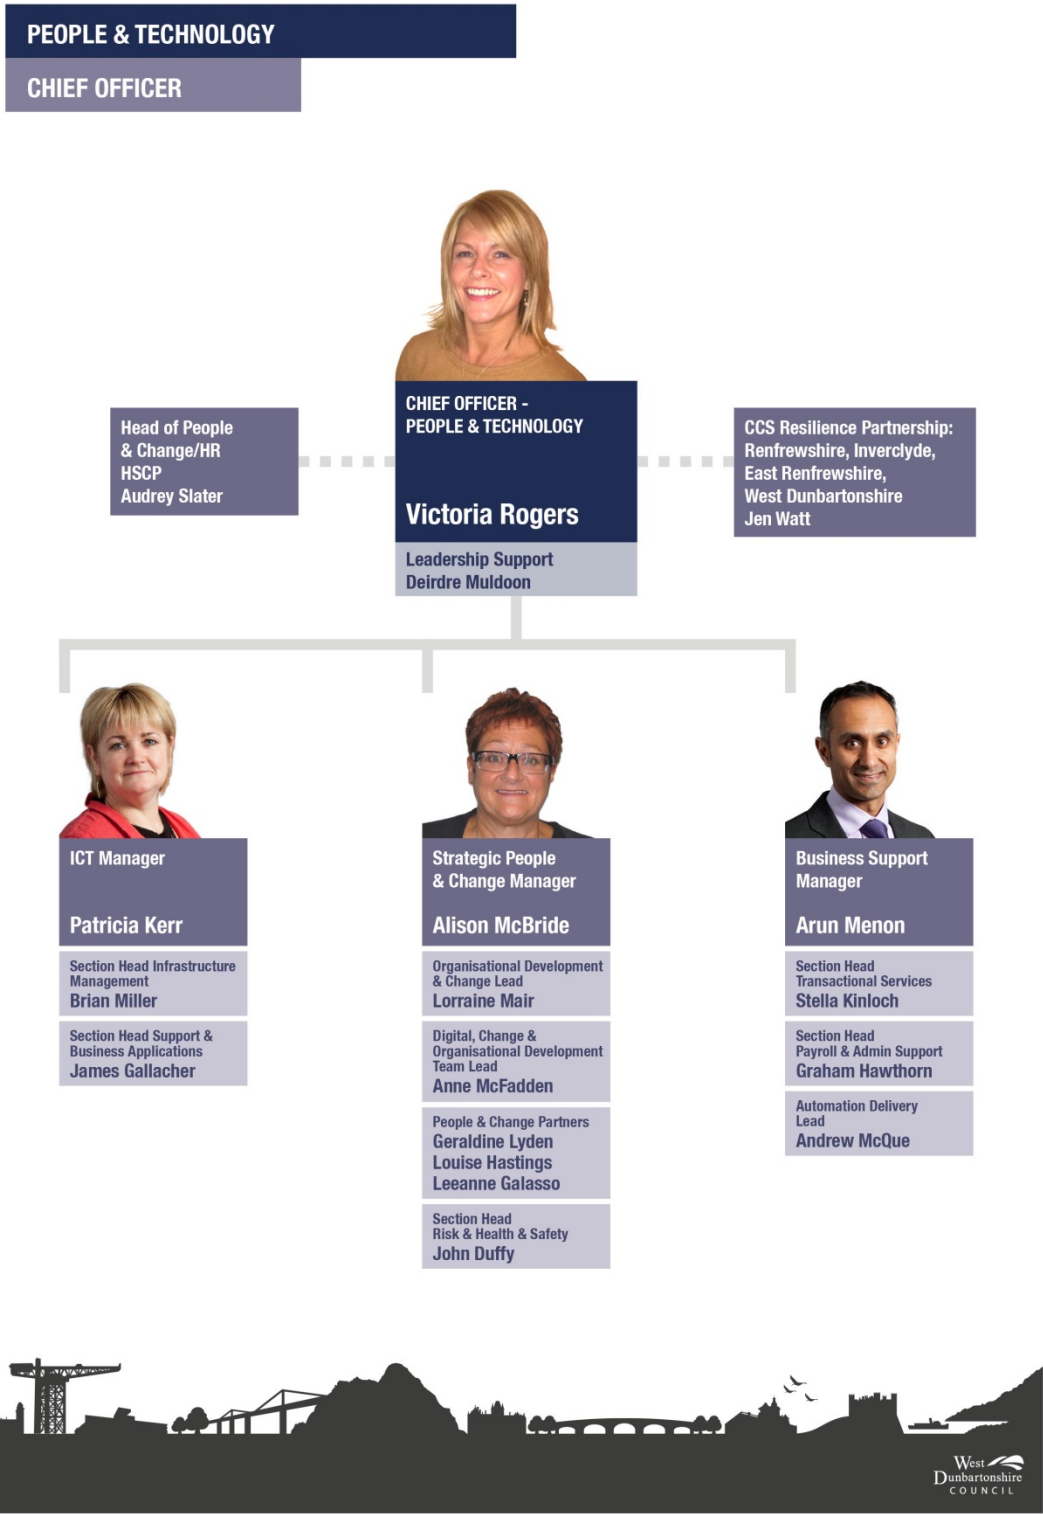 PEOPLE & TECHNOLOGY
CHIEF OFFICER
CHIEF OFFICER -
PEOPLE & TECHNOLOGY
Victoria Rogers
Leadership Support
Deirdre Muldoon
Head of People
& Change/HR
HSCP
Audrey Slater
CCS Resilience Partnership:
Renfrewshire, Inverclyde,
East Renfrewshire,
West Dunbartonshire
Jen Watt
ICT Manager
Patricia Kerr
Section Head Infrastructure
Management
Brian Miller
Section Head Support &
Business Applications
James Gallacher
Strategic People
& Change Manager
Alison McBride
Organisational Development
& Change Lead
Lorraine Mair
Digital, Change &
Organisational Development
Team Lead
Anne McFadden
People & Change Partners
Geraldine Lyden
Louise Hastings
Leeanne Galasso
Section Head
Risk & Health & Safety
John Duffy
Business Support
Manager
Arun Menon
Section Head
Transactional Services
Stella Kinloch
Section Head
Payroll & Admin Support
Graham Hawthorn
Automation Delivery
Lead
Andrew McQue
West
Dunbartonshire
COUNCIL